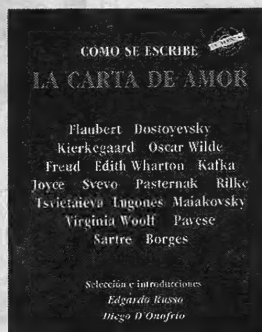 COMO SE ESCRIBE
LA CARTA DE AMOR
Flaubert Dostoyevsky
Kierkegaard Oscar Wilde
Freud Edith Wharton Kafka
Joyce Svevo Pasternak Rilke
Tsvietaieva Lugones Maiakovsky
Virginia Woolf Pavese
Sartre Borges
Selección e introducciones
Edgardo Russo
Diego D'Onofrio